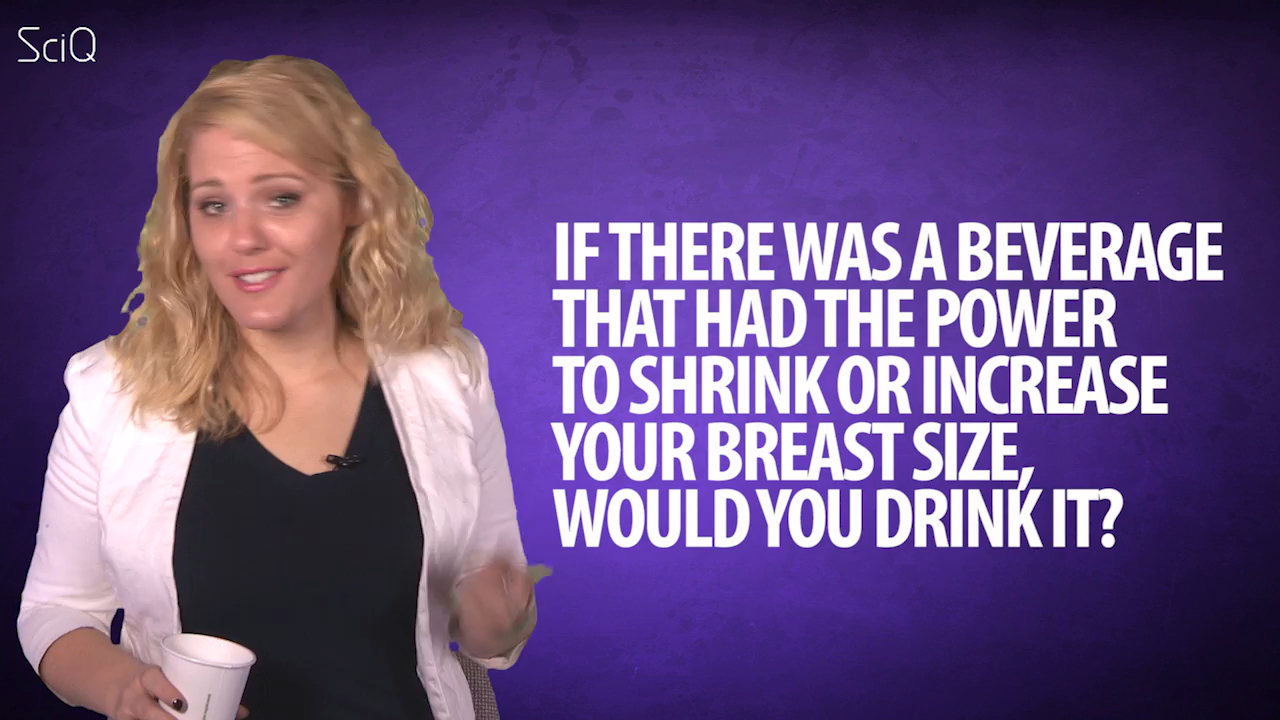 SciQ
IF THERE WAS A BEVERAGE
THAT HAD THE POWER
TO SHRINK OR INCREASE
YOUR BREAST SIZE,
WOULD YOU DRINK IT?